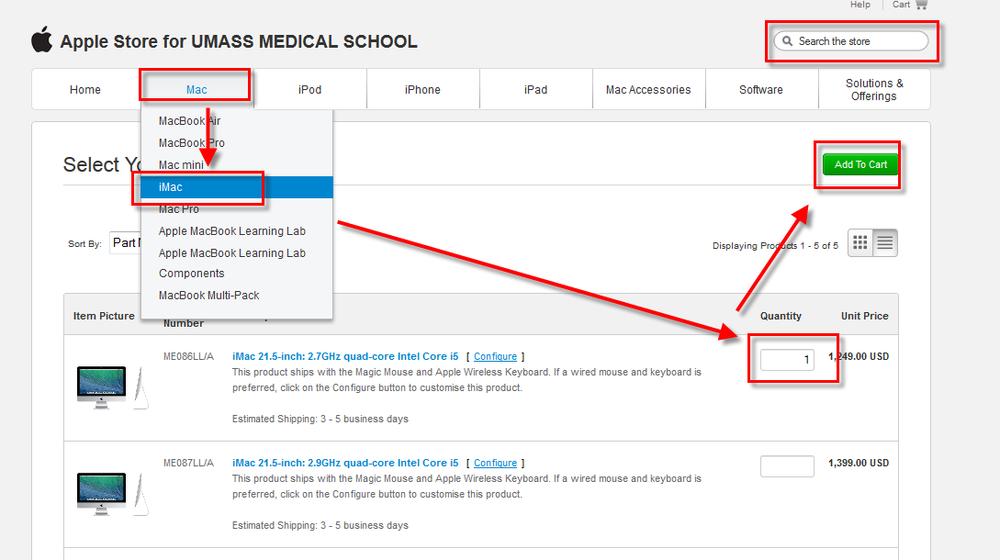 Help Cart
Apple Store for UMASS MEDICAL SCHOOL
Search the store
Home Mac iPod iPhone iPad Mac Accessories Software Solutions & Offerings
MacBook Air
MacBook Pro
Mac mini
iMac
Mac Pro
Apple MacBook Learning Lab
Apple MacBook Learning Lab
Components
MacBook Multi-Pack
Select
Add To Cart
Sort By: Part
Displaying Products 1 - 5 of 5
Item Picture Number Quantity Unit Price
ME086LL/A iMac 21.5-inch: 2.7GHz quad-core Intel Core i5 [ Configure ] 1 1,249.00 USD
This product ships with the Magic Mouse and Apple Wireless Keyboard. If a wired mouse and keyboard is
preferred, click on the Configure button to customise this product.
Estimated Shipping: 3 - 5 business days
ME087LL/A iMac 21.5-inch: 2.9GHz quad-core Intel Core i5 [ Configure ] 1,399.00 USD
This product ships with the Magic Mouse and Apple Wireless Keyboard. If a wired mouse and keyboard is
preferred, click on the Configure button to customise this product.
Estimated Shipping: 3 - 5 business days